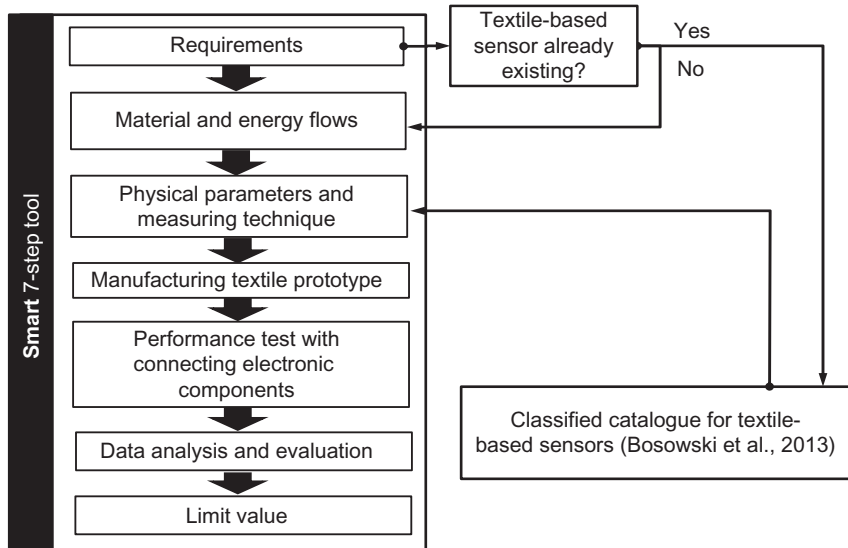 Smart 7-step tool
Requirements
Textile-based
sensor already
existing?
Yes
No
Material and energy flows
Physical parameters and
measuring technique
Manufacturing textile prototype
Performance test with
connecting electronic
components
Data analysis and evaluation
Limit value
Classified catalogue for textile-
based sensors (Bosowski et al., 2013)